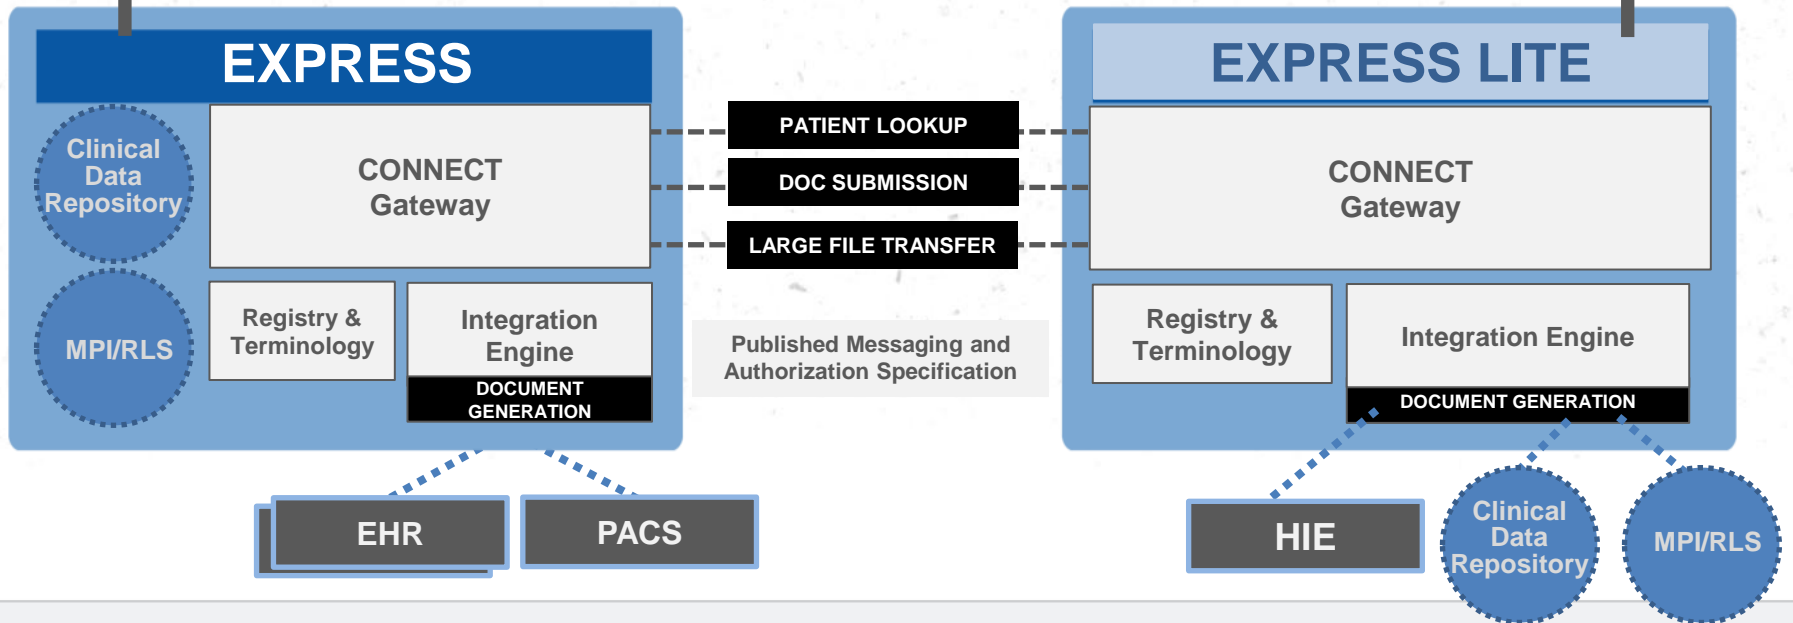 EXPRESS
Clinical
Data
Repository
MPI/RLS
CONNECT
Gateway
Registry &
Terminology
Integration
Engine
DOCUMENT
GENERATION
EHR
PACS
PATIENT LOOKUP
DOC SUBMISSION
LARGE FILE TRANSFER
Published Messaging and
Authorization Specification
EXPRESS LITE
CONNECT
Gateway
Registry &
Terminology
Integration Engine
DOCUMENT GENERATION
HIE
Clinical
Data
Repository
MPI/RLS